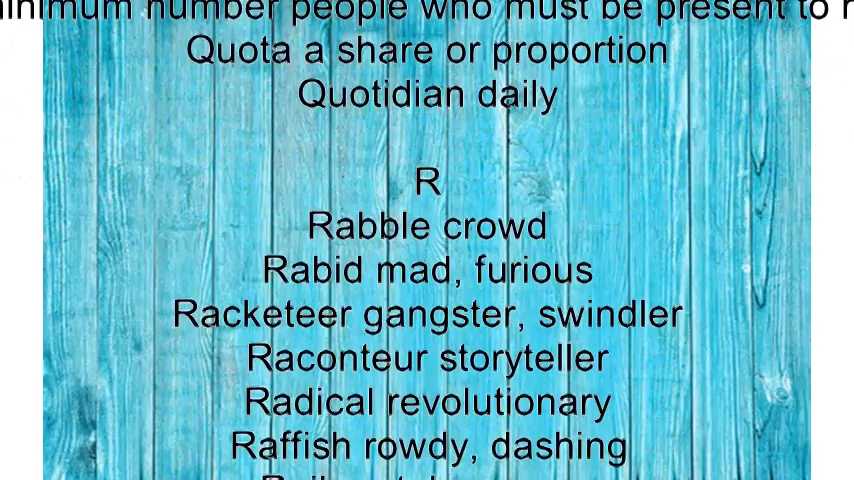 minimum number people who must be present to
Quota a share or proportion
Quotidian daily
R
Rabble crowd
Rabid mad, furious
Racketeer gangster, swindler
Raconteur storyteller
Radical revolutionary
Raffish rowdy, dashing